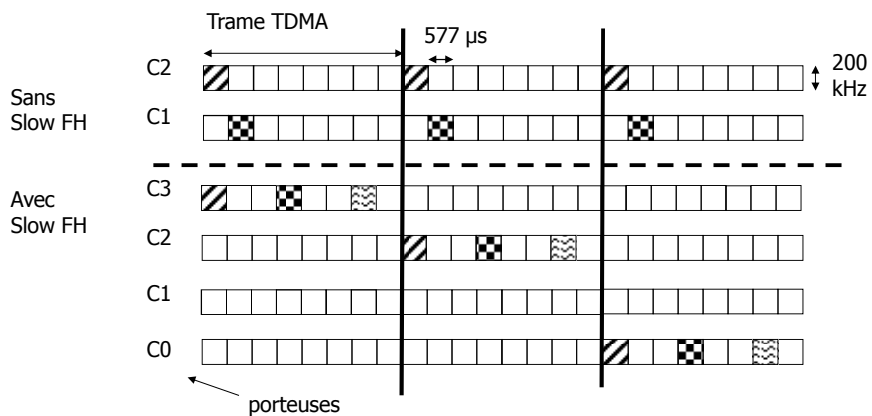 Trame TDMA
577 µs
C2
200
kHz
Sans
Slow FH
C1
Avec
Slow FH
C3
C2
C1
C0
porteuses